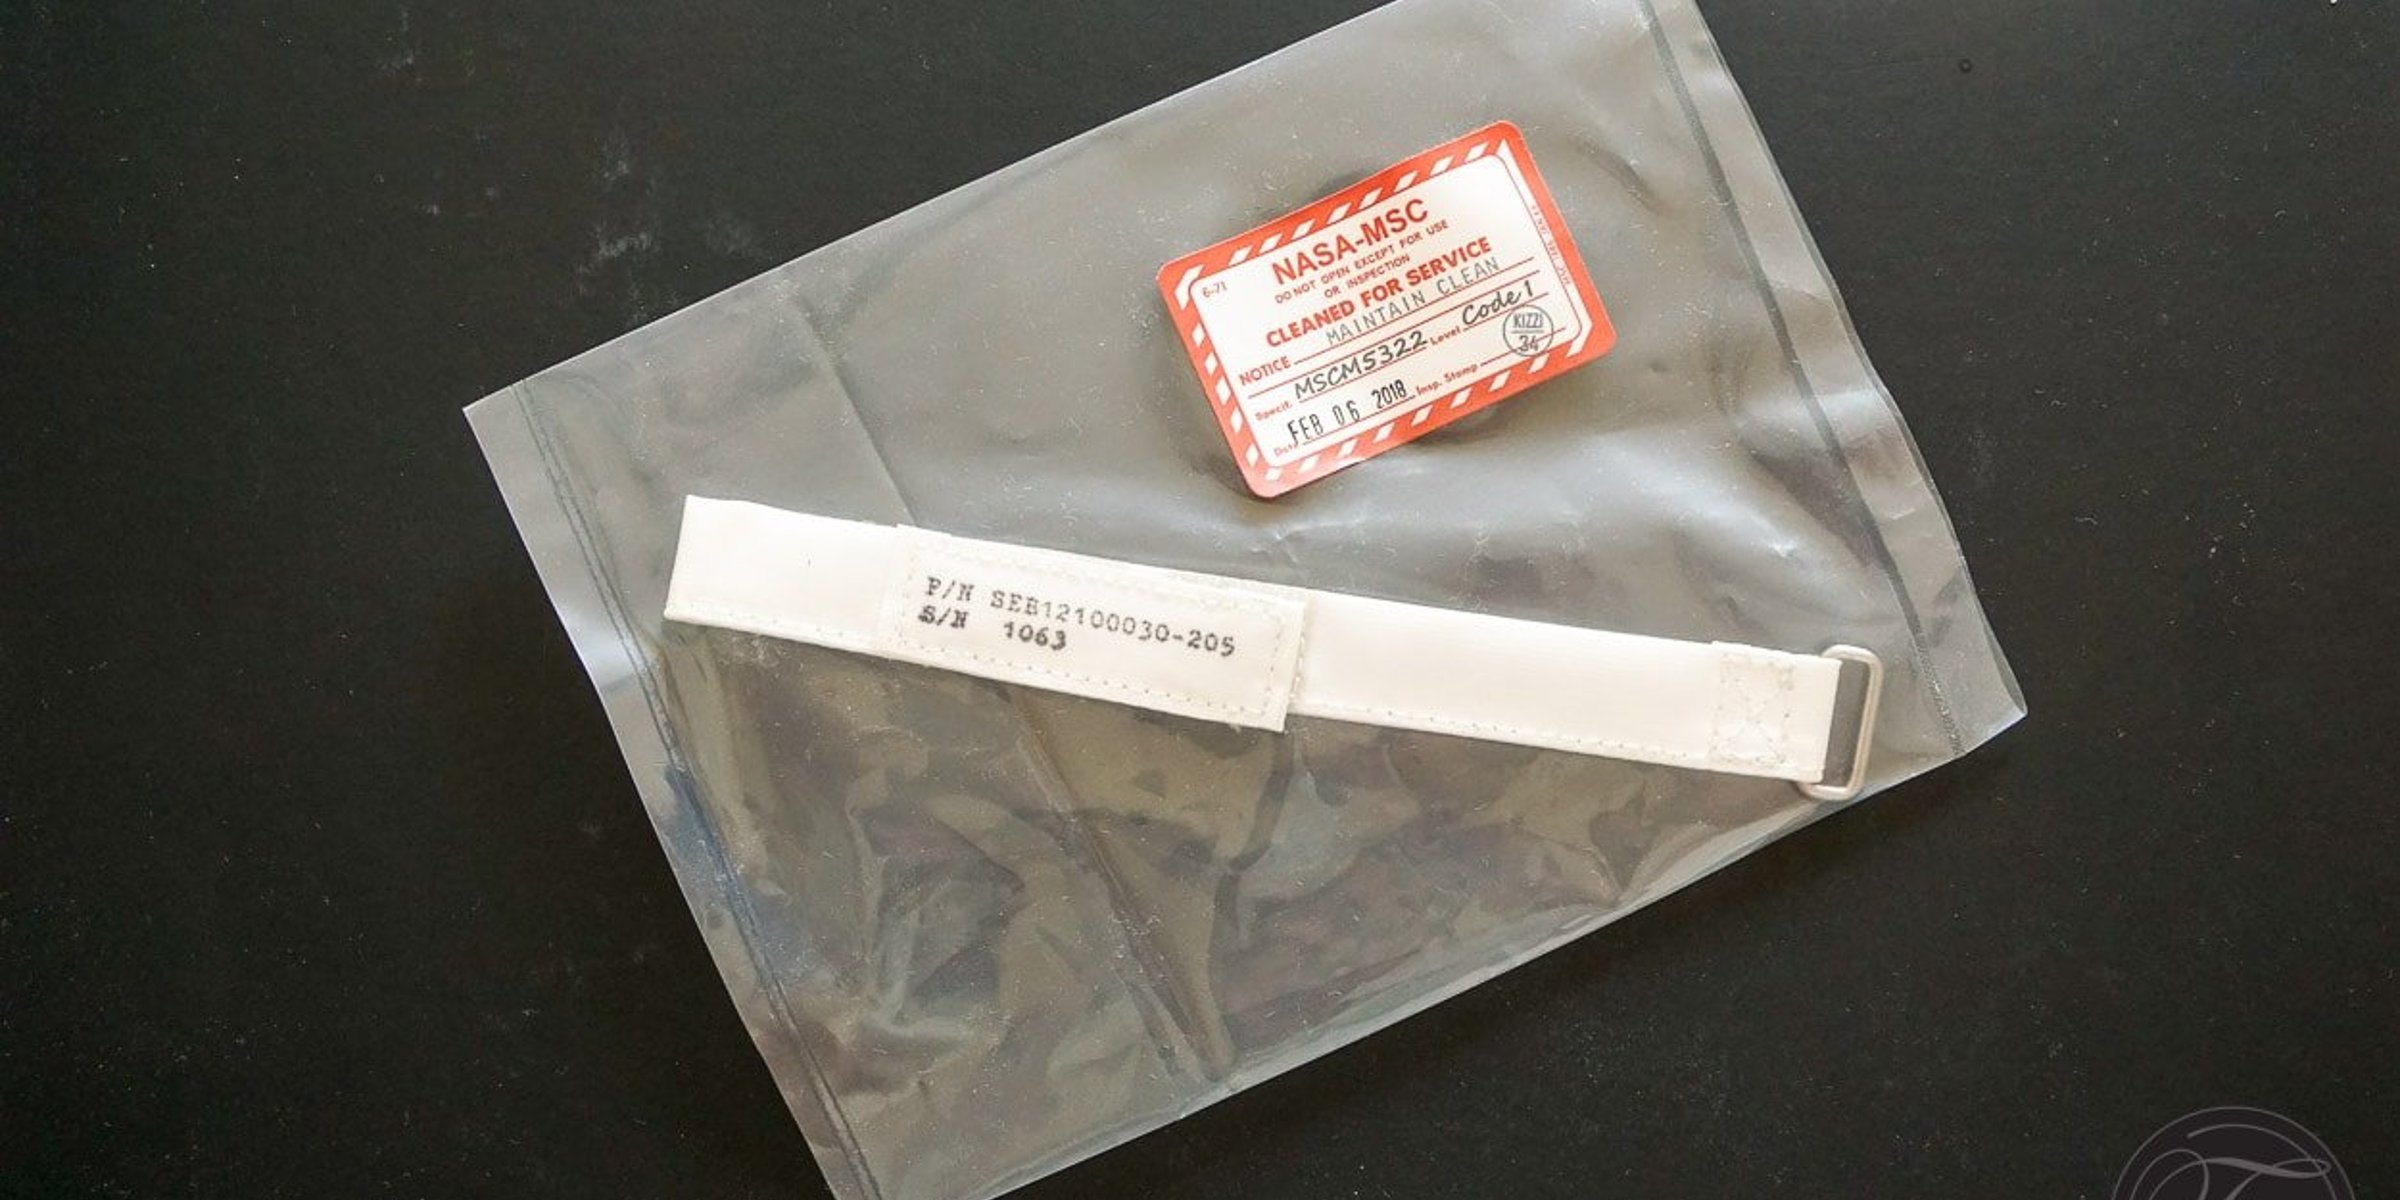 NASA-MSC
DO NOT OPEN EXCEPT FOR USE
OR INSPECTION
6-71
CLEANED FOR SERVICE
NOTICE MAINTAIN CLEAN
Specif. MSCM5322 Level Code 1
Date FEB 06 2018 Insp. Stamp
KIZZI
34
P/N SEB12100030-205
S/N 1063